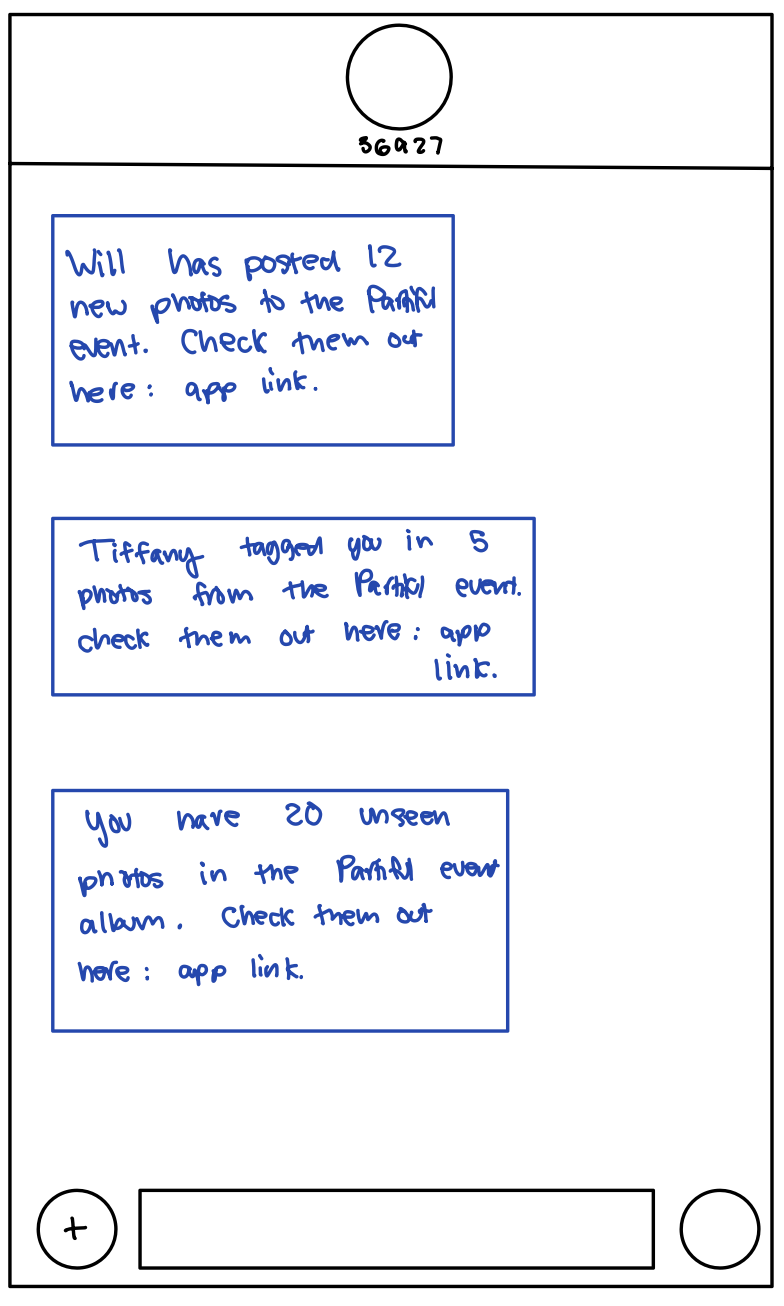 36927
Will has posted 12
new photos to the Partiful
event. Check them out
here: app link.
Tiffany tagged you in 5
photos from the Partiful event.
check them out here: app
link.
You have 20 unseen
photos in the Partiful event
album. Check them out
here: app link.
+